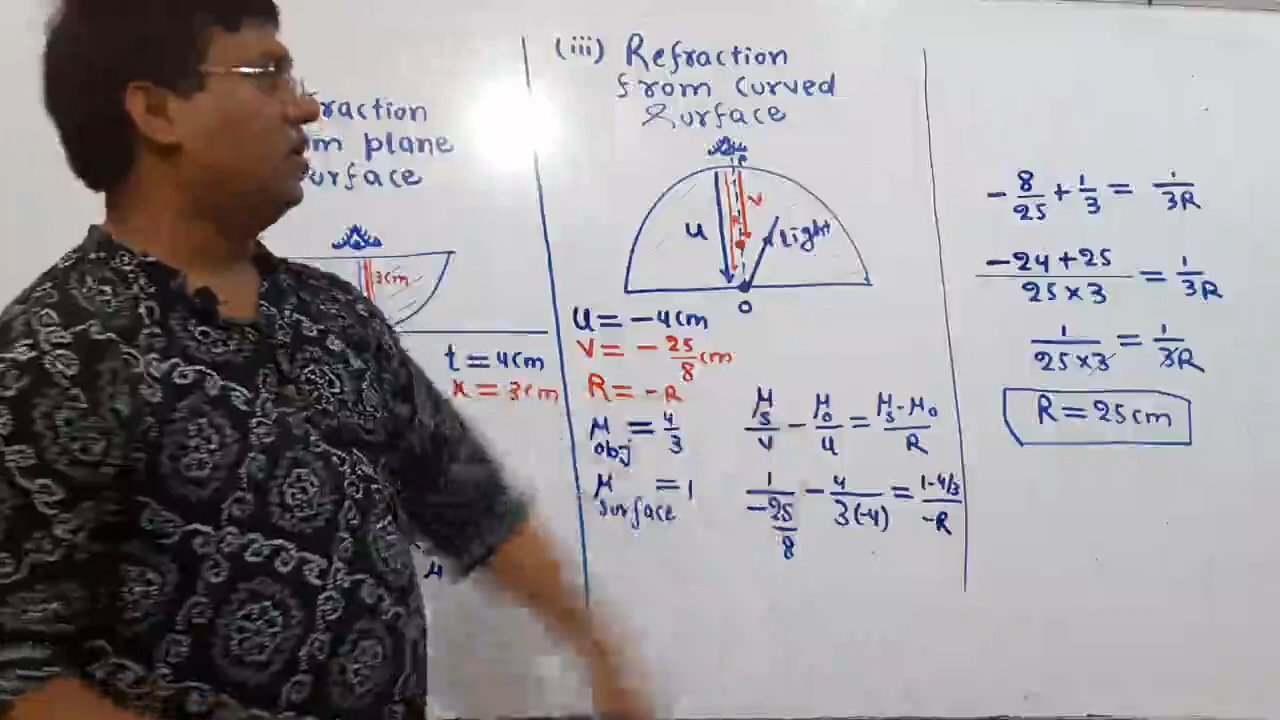 raction
m plane
urface
3cm
t = 4cm
x = 3cm
μ
(iii) Refraction
from Curved
Surface
P
u
v
light
O
u = -4cm
v = - 25/8 cm
R = -R
μ obj = 4/3
μ surface = 1
μs/v - μo/u = μs-μo/R
1/(-25/8) - 4/3(-4) = 1-4/3/-R
-8/25 + 1/3 = 1/3R
-24+25/25×3 = 1/3R
1/25×3 = 1/3R
R = 25cm